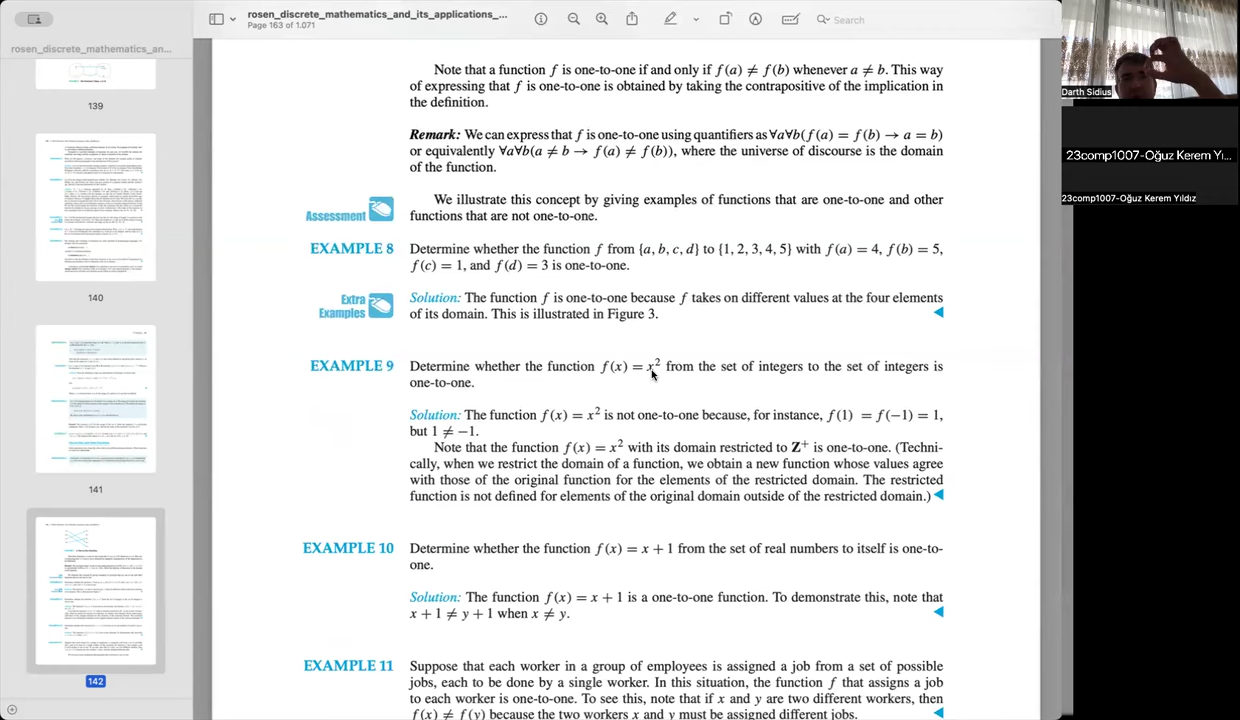 rosen_discrete_mathematics_and_its_applications_...
Page 163 of 1.071
Search
rosen_discrete_mathematics_and_its_applications_an...
139
140
141
142
Note that a function f is one-to-one if and only if f(a) ≠ f(b) whenever a ≠ b. This way
of expressing that f is one-to-one is obtained by taking the contrapositive of the implication in
the definition.
Remark: We can express that f is one-to-one using quantifiers as ∀a∀b(f(a) = f(b) → a = b)
or equivalently ∀a∀b(a ≠ b → f(a) ≠ f(b)), where the universe of discourse is the domain
of the function.
We illustrate this concept by giving examples of functions that are one-to-one and other
Assessment
functions that are not one-to-one.
EXAMPLE 8 Determine whether the function f from {a, b, c, d} to {1, 2, 3, 4, 5} with f(a) = 4, f(b) = 5,
f(c) = 1, and f(d) = 3 is one-to-one.
Extra
Examples
Solution: The function f is one-to-one because f takes on different values at the four elements
of its domain. This is illustrated in Figure 3.
EXAMPLE 9 Determine whether the function f(x) = x² from the set of integers to the set of integers is
one-to-one.
Solution: The function f(x) = x² is not one-to-one because, for instance, f(1) = f(−1) = 1,
but 1 ≠ −1.
Note that the function f(x) = x² with its domain restricted to Z⁺ is one-to-one. (Techni-
cally, when we restrict the domain of a function, we obtain a new function whose values agree
with those of the original function for the elements of the restricted domain. The restricted
function is not defined for elements of the original domain outside of the restricted domain.)
EXAMPLE 10 Determine whether the function f(x) = x + 1 from the set of real numbers to itself is one-to-
one.
Solution: The function f(x) = x + 1 is a one-to-one function. To demonstrate this, note that
x + 1 ≠ y + 1 when x ≠ y.
EXAMPLE 11 Suppose that each worker in a group of employees is assigned a job from a set of possible
jobs, each to be done by a single worker. In this situation, the function f that assigns a job
to each worker is one-to-one. To see this, note that if x and y are two different workers, then
f(x) ≠ f(y) because the two workers x and y must be assigned different jobs.
Darth Sidius
23comp1007-Oğuz Kerem Yı...
23comp1007-Oğuz Kerem Yıldız